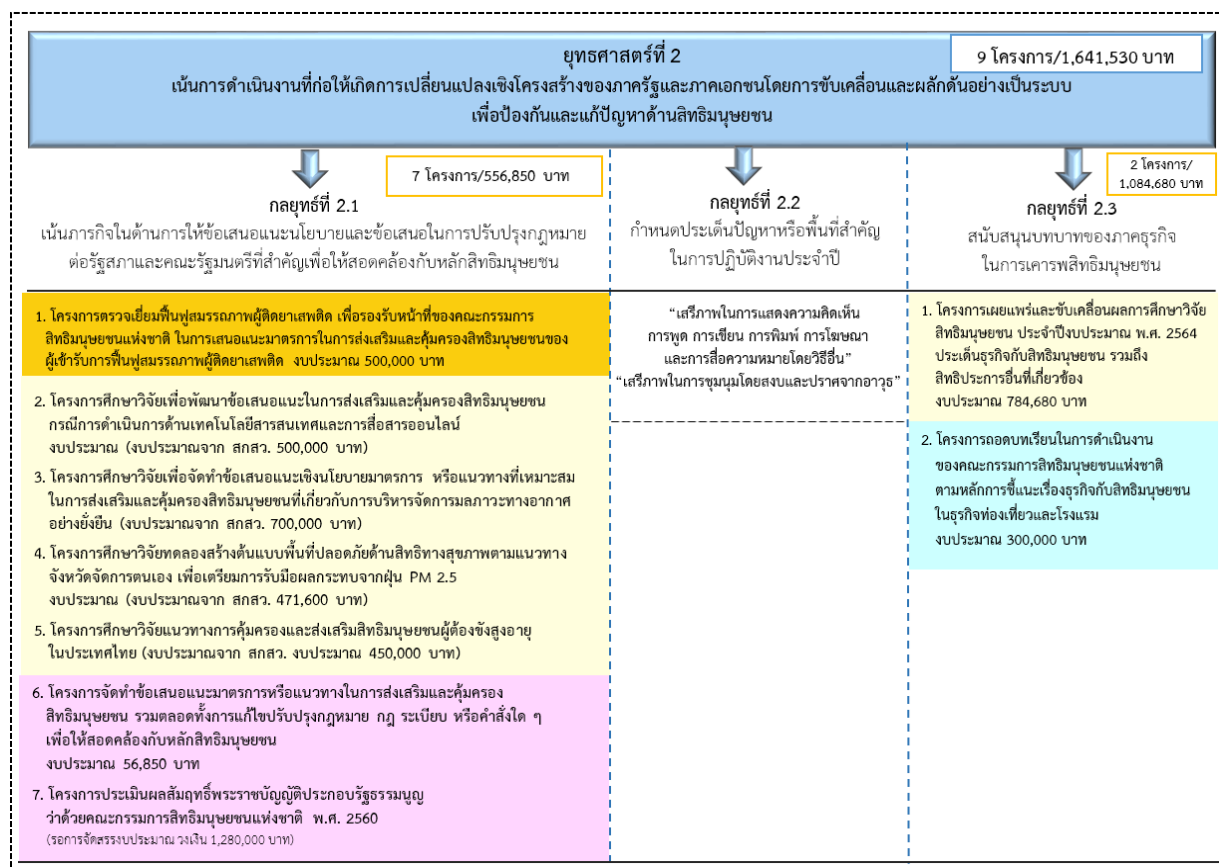 ยุทธศาสตร์ที่ 2
9 โครงการ/1,641,530 บาท
เน้นการดำเนินงานที่ก่อให้เกิดการเปลี่ยนแปลงเชิงโครงสร้างของภาครัฐและภาคเอกชนโดยการขับเคลื่อนและผลักดันอย่างเป็นระบบ
เพื่อป้องกันและแก้ปัญหาด้านสิทธิมนุษยชน
7 โครงการ/556,850 บาท
กลยุทธ์ที่ 2.1
เน้นภารกิจในด้านการให้ข้อเสนอแนะนโยบายและข้อเสนอในการปรับปรุงกฎหมาย
ต่อรัฐสภาและคณะรัฐมนตรีที่สำคัญเพื่อให้สอดคล้องกับหลักสิทธิมนุษยชน
1. โครงการตรวจเยี่ยมฟื้นฟูสมรรถภาพผู้ติดยาเสพติด เพื่อรองรับหน้าที่ของคณะกรรมการ
สิทธิมนุษยชนแห่งชาติ ในการเสนอแนะมาตรการในการส่งเสริมและคุ้มครองสิทธิมนุษยชนของ
ผู้เข้ารับการฟื้นฟูสมรรถภาพผู้ติดยาเสพติด งบประมาณ 500,000 บาท
2. โครงการศึกษาวิจัยเพื่อพัฒนาข้อเสนอแนะในการส่งเสริมและคุ้มครองสิทธิมนุษยชน
กรณีการดำเนินการด้านเทคโนโลยีสารสนเทศและการสื่อสารออนไลน์
งบประมาณ (งบประมาณจาก สกสว. 500,000 บาท)
3. โครงการศึกษาวิจัยเพื่อจัดทำข้อเสนอแนะเชิงนโยบายมาตรการ หรือแนวทางที่เหมาะสม
ในการส่งเสริมและคุ้มครองสิทธิมนุษยชนที่เกี่ยวกับการบริหารจัดการมลภาวะทางอากาศ
อย่างยั่งยืน (งบประมาณจาก สกสว. 700,000 บาท)
4. โครงการศึกษาวิจัยทดลองสร้างต้นแบบพื้นที่ปลอดภัยด้านสิทธิทางสุขภาพตามแนวทาง
จังหวัดจัดการตนเอง เพื่อเตรียมการรับมือผลกระทบจากฝุ่น PM 2.5
งบประมาณ (งบประมาณจาก สกสว. 471,600 บาท)
5. โครงการศึกษาวิจัยแนวทางการคุ้มครองและส่งเสริมสิทธิมนุษยชนผู้ต้องขังสูงอายุ
ในประเทศไทย (งบประมาณจาก สกสว. งบประมาณ 450,000 บาท)
6. โครงการจัดทำข้อเสนอแนะมาตรการหรือแนวทางในการส่งเสริมและคุ้มครอง
สิทธิมนุษยชน รวมตลอดทั้งการแก้ไขปรับปรุงกฎหมาย กฎ ระเบียบ หรือคำสั่งใด ๆ
เพื่อให้สอดคล้องกับหลักสิทธิมนุษยชน
งบประมาณ 56,850 บาท
7. โครงการประเมินผลสัมฤทธิ์พระราชบัญญัติประกอบรัฐธรรมนูญ
ว่าด้วยคณะกรรมการสิทธิมนุษยชนแห่งชาติ พ.ศ. 2560
(รอการจัดสรรงบประมาณ วงเงิน 1,280,000 บาท)
กลยุทธ์ที่ 2.2
กำหนดประเด็นปัญหาหรือพื้นที่สำคัญ
ในการปฏิบัติงานประจำปี
“เสรีภาพในการแสดงความคิดเห็น
การพูด การเขียน การพิมพ์ การโฆษณา
และการสื่อความหมายโดยวิธีอื่น”
“เสรีภาพในการชุมนุมโดยสงบและปราศจากอาวุธ”
2 โครงการ/
1,084,680 บาท
กลยุทธ์ที่ 2.3
สนับสนุนบทบาทของภาคธุรกิจ
ในการเคารพสิทธิมนุษยชน
1. โครงการเผยแพร่และขับเคลื่อนผลการศึกษาวิจัย
สิทธิมนุษยชน ประจำปีงบประมาณ พ.ศ. 2564
ประเด็นธุรกิจกับสิทธิมนุษยชน รวมถึง
สิทธิประการอื่นที่เกี่ยวข้อง
งบประมาณ 784,680 บาท
2. โครงการถอดบทเรียนในการดำเนินงาน
ของคณะกรรมการสิทธิมนุษยชนแห่งชาติ
ตามหลักการชี้แนะเรื่องธุรกิจกับสิทธิมนุษยชน
ในธุรกิจท่องเที่ยวและโรงแรม
งบประมาณ 300,000 บาท